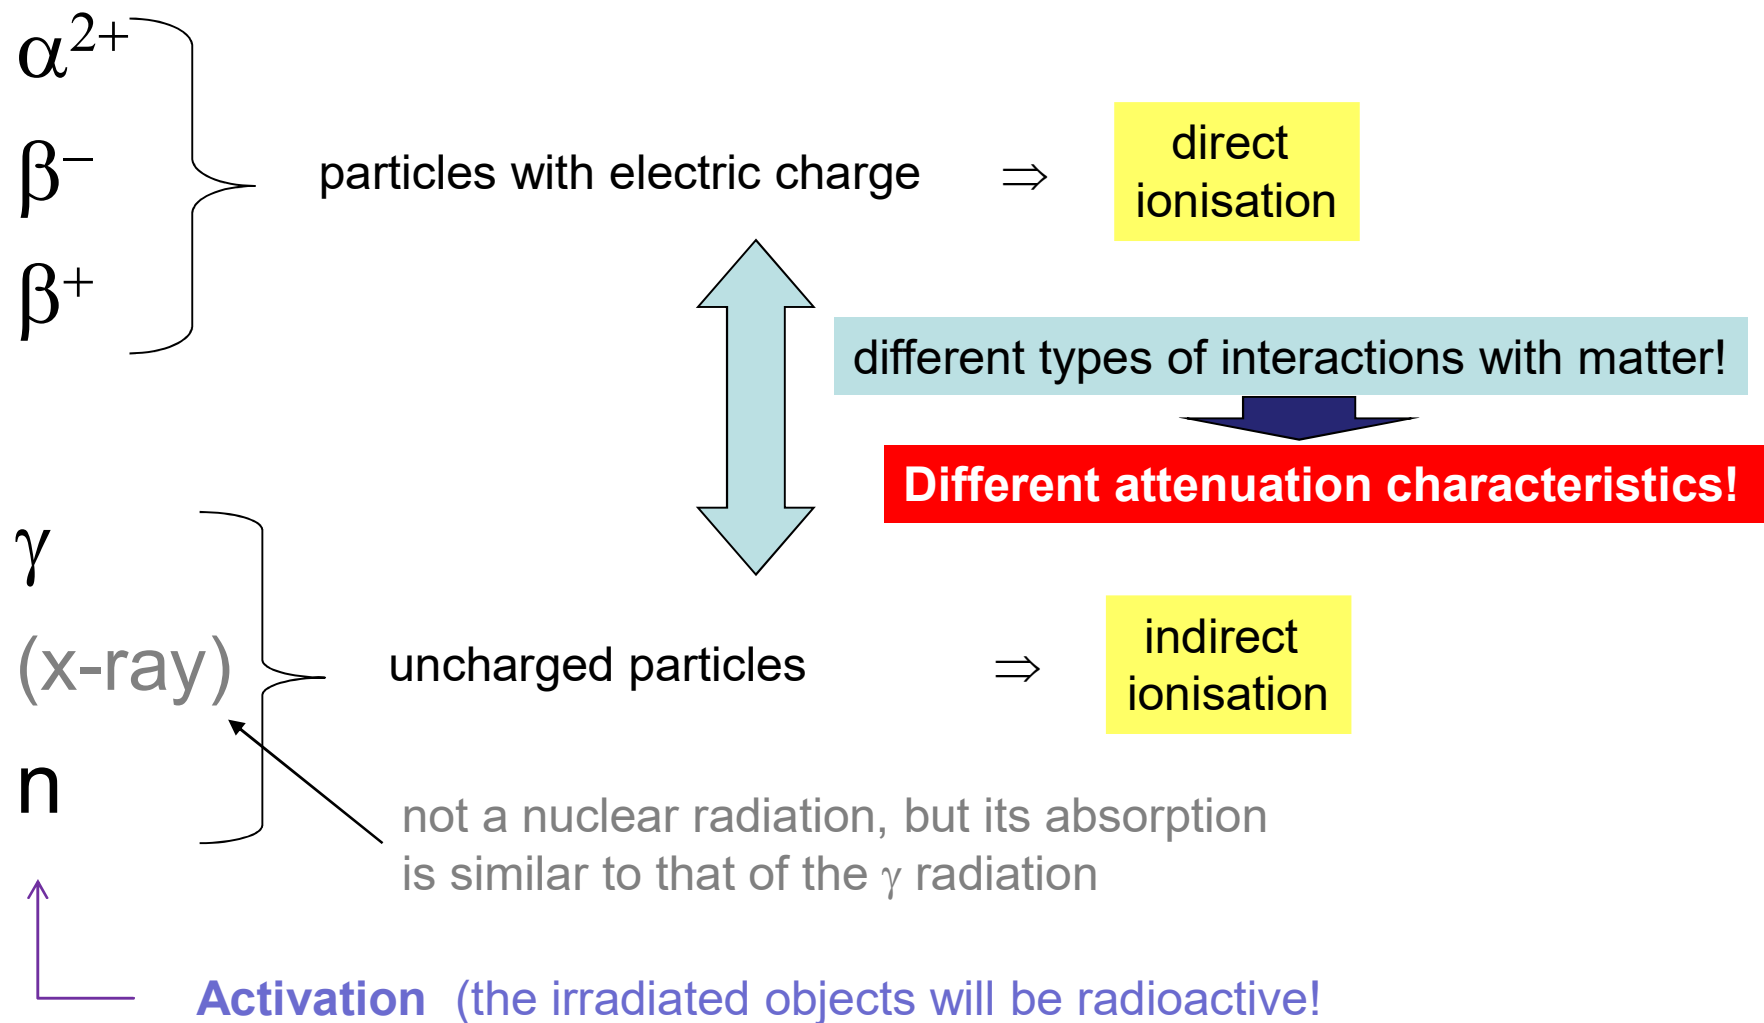 α²⁺
β⁻
β⁺
particles with electric charge ⇒
direct
ionisation
different types of interactions with matter!
Different attenuation characteristics!
γ
(x-ray)
n
uncharged particles ⇒
indirect
ionisation
not a nuclear radiation, but its absorption
is similar to that of the γ radiation
Activation (the irradiated objects will be radioactive!